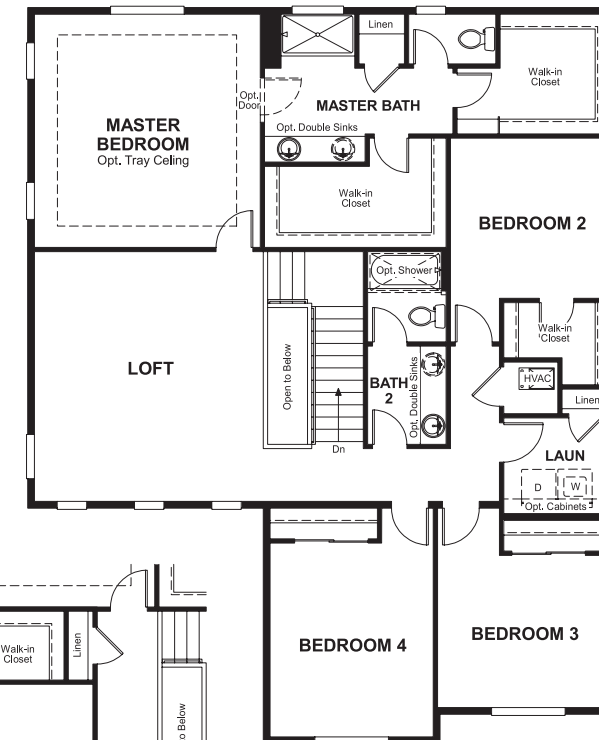 Linen
Walk-in
Closet
Opt.
Door
MASTER BATH
MASTER
BEDROOM
Opt. Tray Celing
Opt. Double Sinks
Walk-in
Closet
BEDROOM 2
Opt. Shower
LOFT
Open to Below
Walk-in
'Closet
BATH
2
Opt. Double Sinks
HVAC
Linen
Dn
LAUN
D
W
Opt. Cabinets
BEDROOM 4
BEDROOM 3
Walk-in
Closet
Linen
to Below